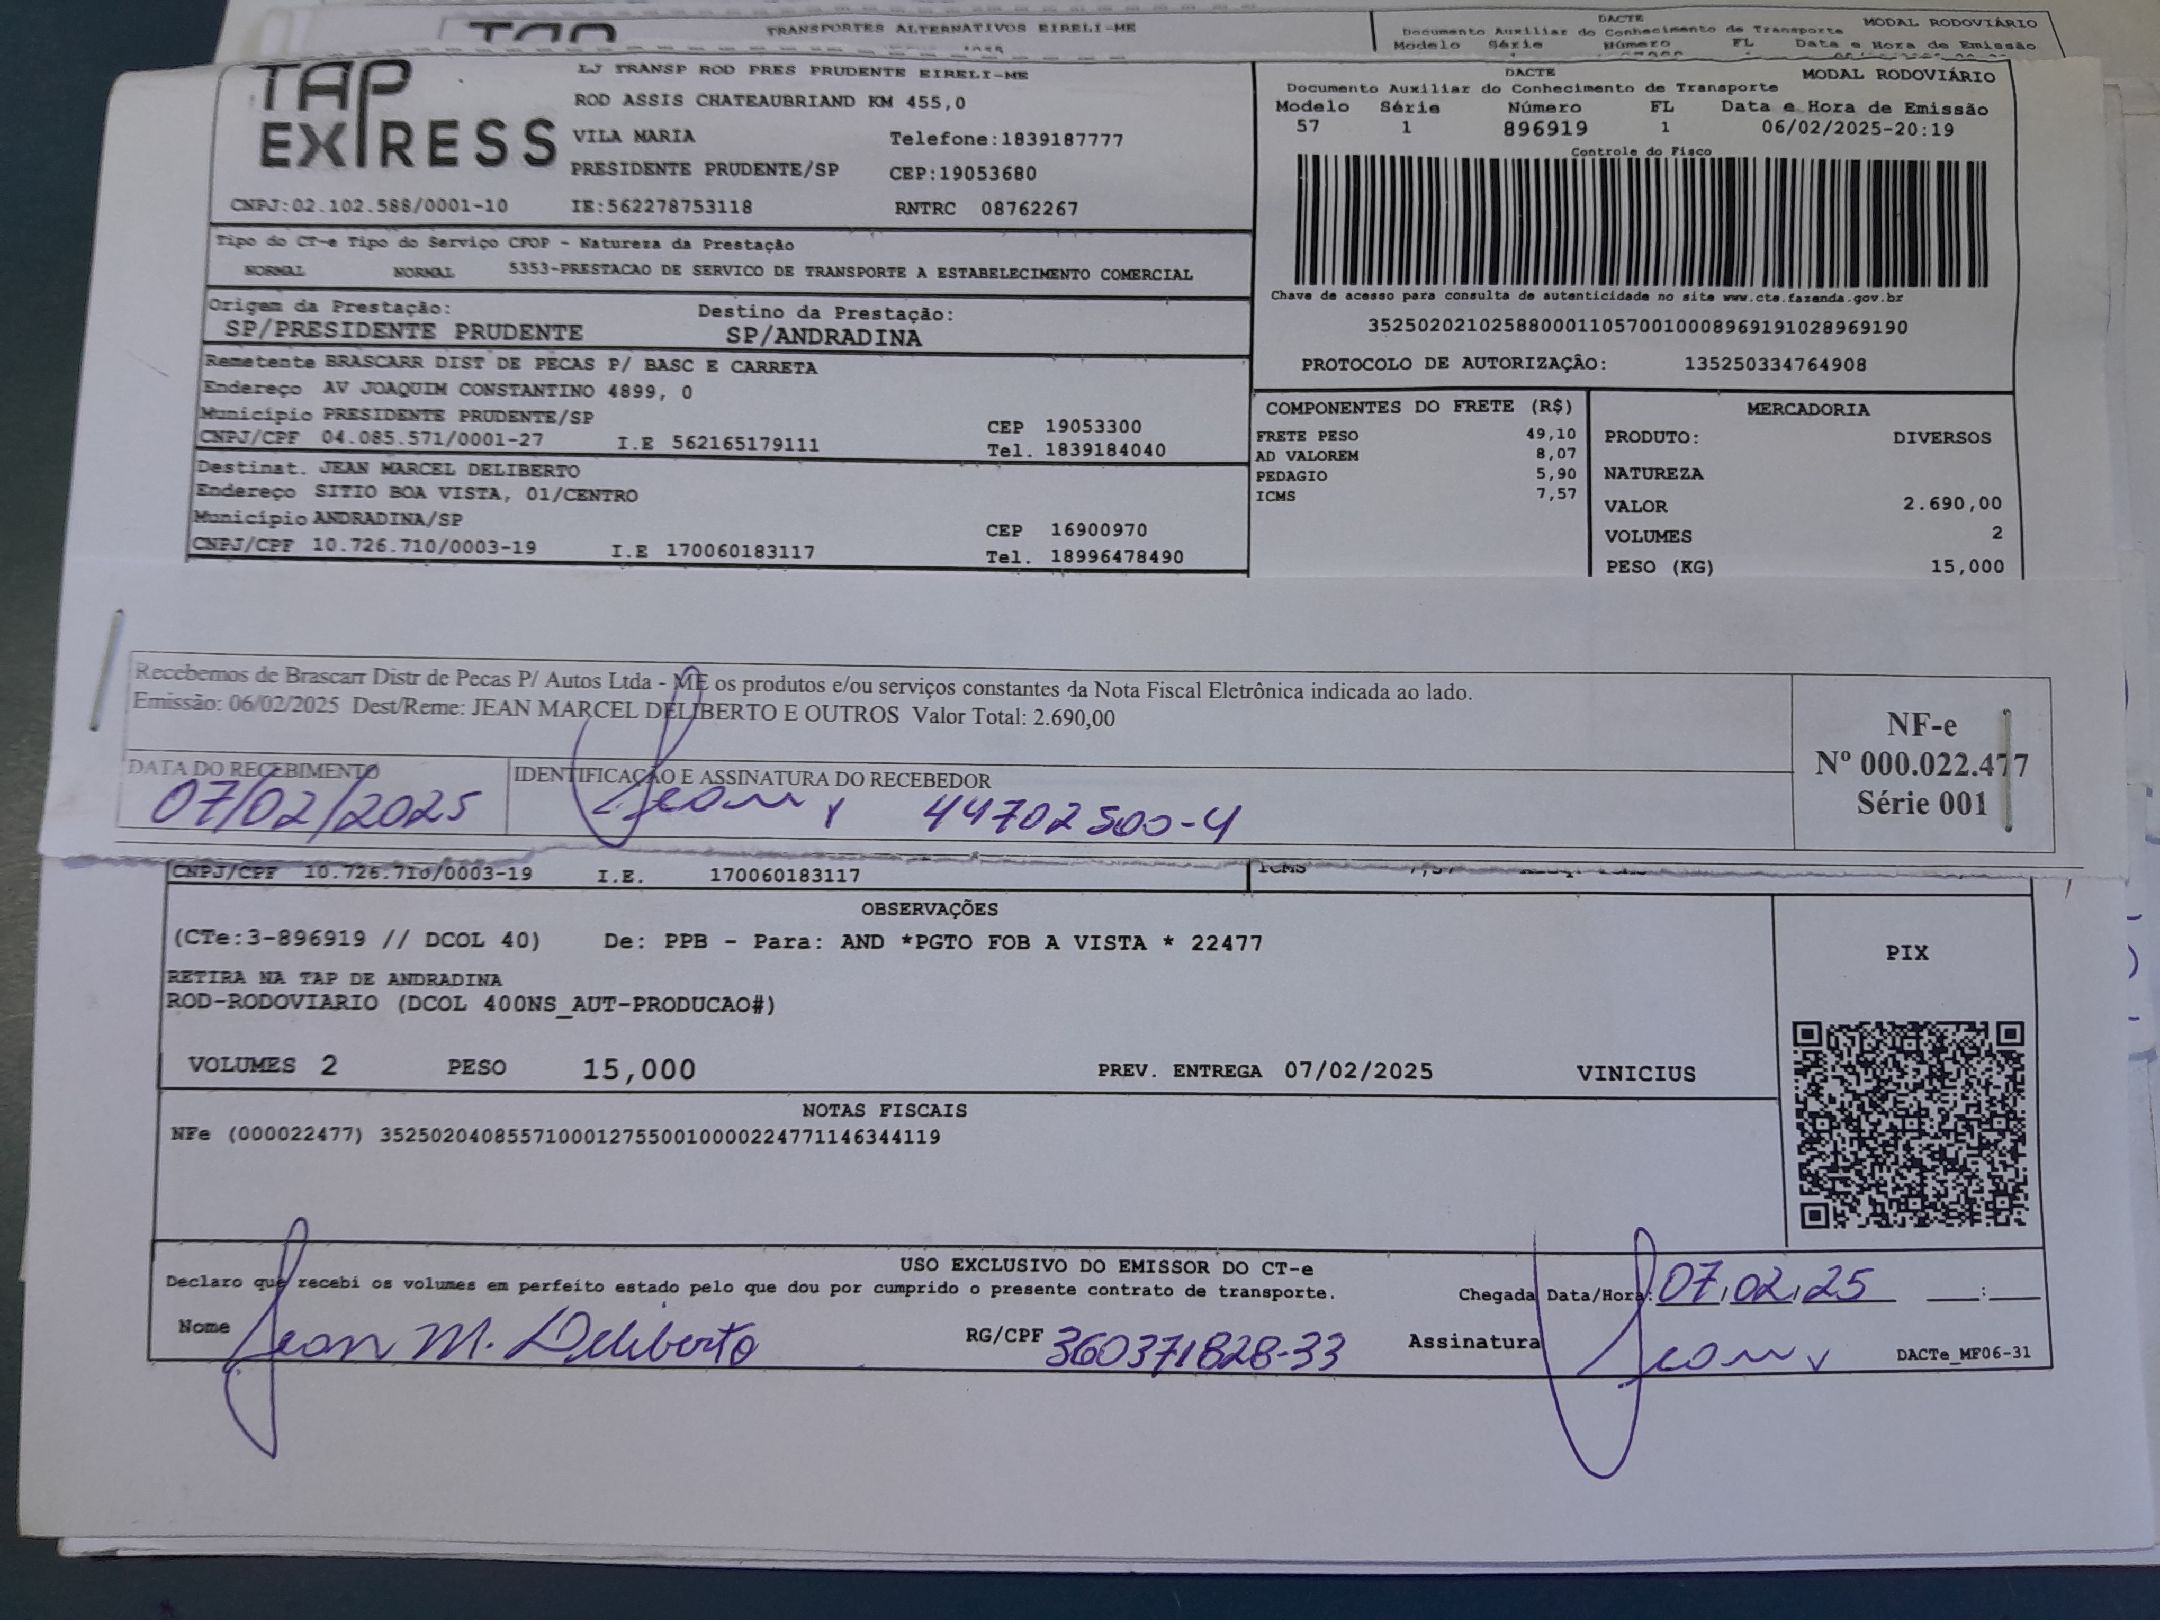 TRANSPORTES ALTERNATIVOS EIRELI-ME
DACTE
MODAL RODOVIÁRIO
Documento Auxiliar do Conhecimento de Transporte
Modelo Série Número FL Data e Hora de Emissão
TAP EXPRESS
LJ TRANSP ROD PRES PRUDENTE EIRELI-ME
ROD ASSIS CHATEAUBRIAND KM 455,0
VILA MARIA Telefone:1839187777
PRESIDENTE PRUDENTE/SP CEP:19053680
CNPJ:02.102.588/0001-10 IE:562278753118 RNTRC 08762267
DACTE MODAL RODOVIÁRIO
Documento Auxiliar do Conhecimento de Transporte
Modelo Série Número FL Data e Hora de Emissão
57 1 896919 1 06/02/2025-20:19
Controle do Fisco
Chave de acesso para consulta de autenticidade no site www.cte.fazenda.gov.br
35250202102588000110570010008969191028969190
PROTOCOLO DE AUTORIZAÇÃO: 135250334764908
Tipo do CT-e Tipo do Serviço CFOP - Natureza da Prestação
NORMAL NORMAL 5353-PRESTACAO DE SERVICO DE TRANSPORTE A ESTABELECIMENTO COMERCIAL
Origem da Prestação: Destino da Prestação:
SP/PRESIDENTE PRUDENTE SP/ANDRADINA
Remetente BRASCARR DIST DE PECAS P/ BASC E CARRETA
Endereço AV JOAQUIM CONSTANTINO 4899, 0
Município PRESIDENTE PRUDENTE/SP CEP 19053300
CNPJ/CPF 04.085.571/0001-27 I.E 562165179111 Tel. 1839184040
Destinat. JEAN MARCEL DELIBERTO
Endereço SITIO BOA VISTA, 01/CENTRO
Município ANDRADINA/SP CEP 16900970
CNPJ/CPF 10.726.710/0003-19 I.E 170060183117 Tel. 18996478490
COMPONENTES DO FRETE (R$)
FRETE PESO 49,10
AD VALOREM 8,07
PEDAGIO 5,90
ICMS 7,57
MERCADORIA
PRODUTO: DIVERSOS
NATUREZA
VALOR 2.690,00
VOLUMES 2
PESO (KG) 15,000
Recebemos de Brascarr Distr de Pecas P/ Autos Ltda - ME os produtos e/ou serviços constantes da Nota Fiscal Eletrônica indicada ao lado.
Emissão: 06/02/2025 Dest/Reme: JEAN MARCEL DELIBERTO E OUTROS Valor Total: 2.690,00
DATA DO RECEBIMENTO IDENTIFICAÇÃO E ASSINATURA DO RECEBEDOR
07/02/2025 Jean 44702500-4
NF-e
Nº 000.022.477
Série 001
CNPJ/CPF 10.726.710/0003-19 I.E. 170060183117
ICMS
OBSERVAÇÕES
(CTe:3-896919 // DCOL 40) De: PPB - Para: AND *PGTO FOB A VISTA * 22477
RETIRA NA TAP DE ANDRADINA
ROD-RODOVIARIO (DCOL 400NS_AUT-PRODUCAO#)
VOLUMES 2 PESO 15,000 PREV. ENTREGA 07/02/2025 VINICIUS
PIX
NOTAS FISCAIS
NFe (000022477) 35250204085571000127550010000224771146344119
USO EXCLUSIVO DO EMISSOR DO CT-e
Declaro que recebi os volumes em perfeito estado pelo que dou por cumprido o presente contrato de transporte. Chegada Data/Hora: 07,02,25 __:__
Nome Jean M. Deliberto RG/CPF 360371828-33 Assinatura Jean DACTe_MF06-31